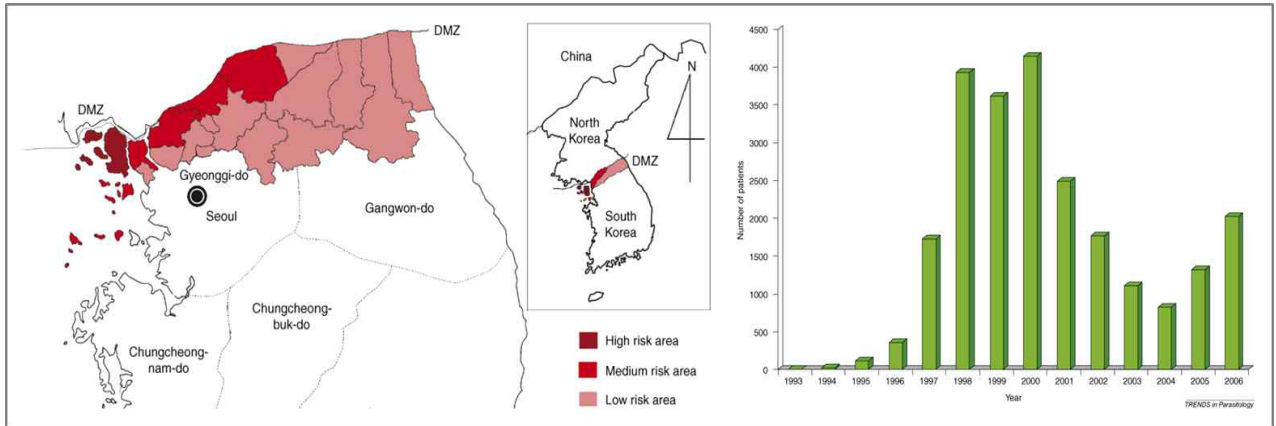 DMZ
DMZ
Gyeonggi-do
Seoul
Gangwon-do
Chungcheong-
buk-do
Chungcheong-
nam-do
China
N
North
Korea
DMZ
South
Korea
High risk area
Medium risk area
Low risk area
Number of patients
4500
4000
3500
3000
2500
2000
1500
1000
500
0
1993 1994 1995 1996 1997 1998 1999 2000 2001 2002 2003 2004 2005 2006
Year
TRENDS in Parasitology